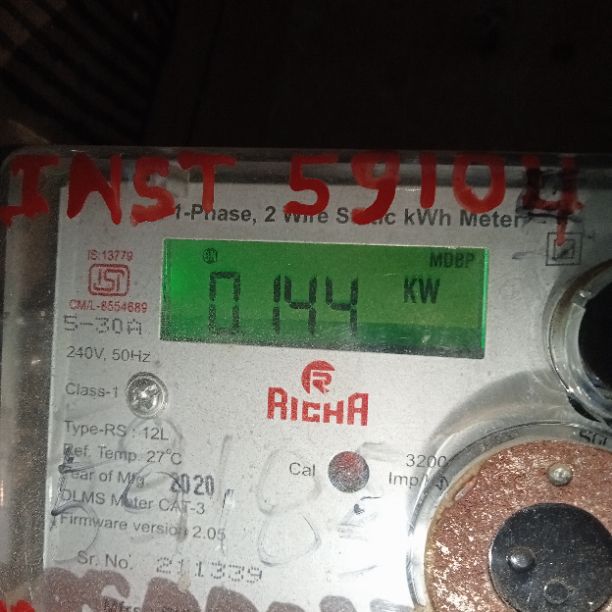 INST 59104
1-Phase, 2 Wire Static kWh Meter
IS:13779
CM/L-8554689
5-30A
240V, 50Hz
Class-1
Type-RS : 12L
Ref. Temp. 27°C
Year of Mfg 2020
DLMS Meter CAT-3
Firmware version 2.05
Sr. No. 211339
MDBP
0.144 KW
RICHA
Cal
3200
Imp